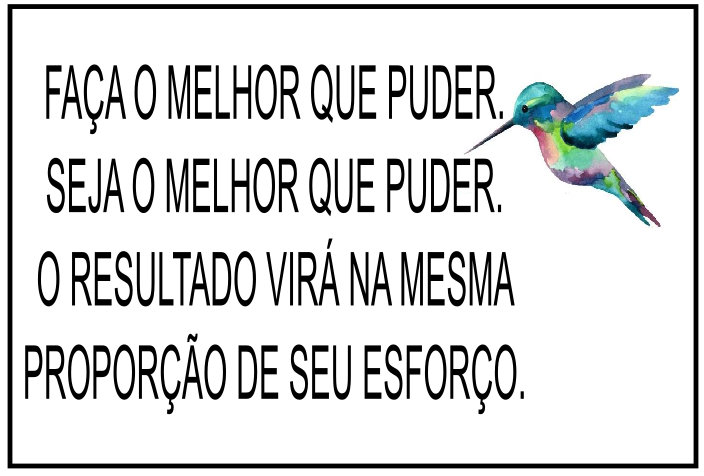 FAÇA O MELHOR QUE PUDER.
SEJA O MELHOR QUE PUDER.
O RESULTADO VIRÁ NA MESMA
PROPORÇÃO DE SEU ESFORÇO.